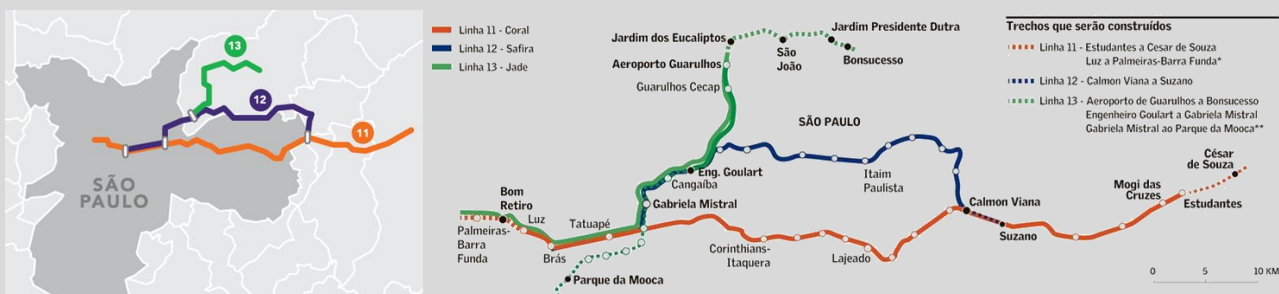 13
12
11
SÃO
PAULO
Linha 11 - Coral
Linha 12 - Safira
Linha 13 - Jade
Jardim dos Eucaliptos
Jardim Presidente Dutra
São
João
Bonsucesso
Aeroporto Guarulhos
Guarulhos Cecap
SÃO PAULO
Eng. Goulart
Cangaíba
Itaim
Paulista
Gabriela Mistral
Bom
Retiro
Luz
Tatuapé
Palmeiras-
Barra
Funda
Brás
Parque da Mooca
Corinthians-
Itaquera
Lajeado
Calmon Viana
Suzano
Mogi das
Cruzes
Estudantes
César
de Souza
Trechos que serão construídos
Linha 11 - Estudantes a Cesar de Souza
Luz a Palmeiras-Barra Funda*
Linha 12 - Calmon Viana a Suzano
Linha 13 - Aeroporto de Guarulhos a Bonsucesso
Engenheiro Goulart a Gabriela Mistral
Gabriela Mistral ao Parque da Mooca**
0 5 10 KM